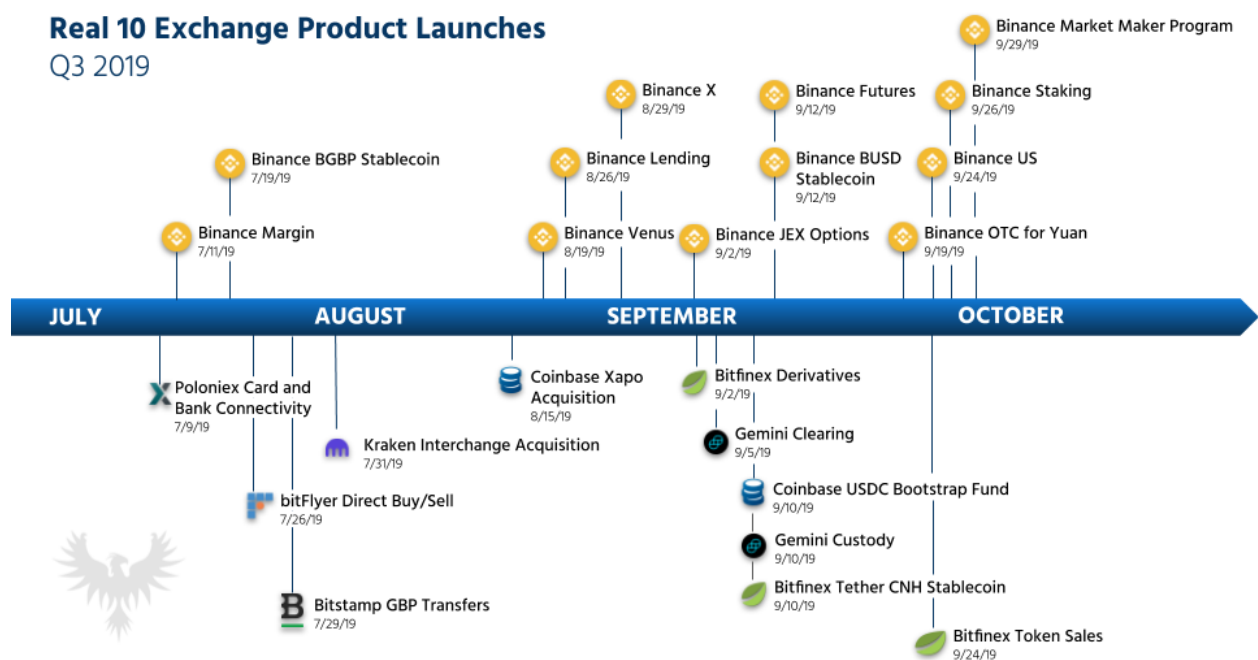 Real 10 Exchange Product Launches
Q3 2019
Binance Market Maker Program
9/29/19
Binance X
8/29/19
Binance Futures
9/12/19
Binance Staking
9/26/19
Binance BGBP Stablecoin
7/19/19
Binance Lending
8/26/19
Binance BUSD
Stablecoin
9/12/19
Binance US
9/24/19
Binance Margin
7/11/19
Binance Venus
8/19/19
Binance JEX Options
9/2/19
Binance OTC for Yuan
9/19/19
JULY
AUGUST
SEPTEMBER
OCTOBER
Poloniex Card and
Bank Connectivity
7/9/19
Coinbase Xapo
Acquisition
8/15/19
Bitfinex Derivatives
9/2/19
Kraken Interchange Acquisition
7/31/19
Gemini Clearing
9/5/19
bitFlyer Direct Buy/Sell
7/26/19
Coinbase USDC Bootstrap Fund
9/10/19
Gemini Custody
9/10/19
Bitfinex Tether CNH Stablecoin
9/10/19
Bitstamp GBP Transfers
7/29/19
Bitfinex Token Sales
9/24/19